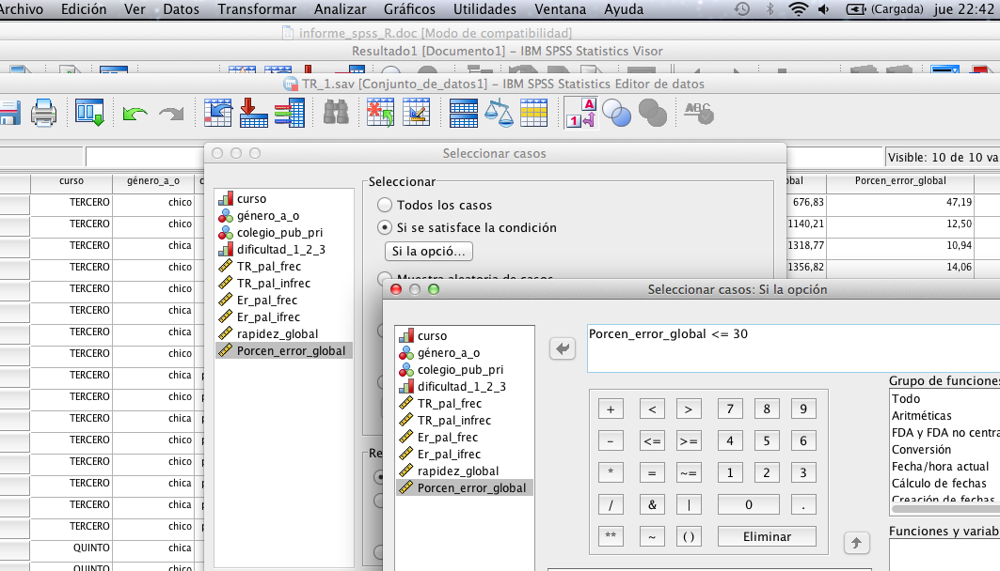 Archivo Edición Ver Datos Transformar Analizar Gráficos Utilidades Ventana Ayuda (Cargada) jue 22:42
informe_spss_R.doc [Modo de compatibilidad]
Resultado1 [Documento1] – IBM SPSS Statistics Visor
TR_1.sav [Conjunto_de_datos1] – IBM SPSS Statistics Editor de datos
A
1
ABC
Seleccionar casos
Visible: 10 de 10 va
curso género_a_o c
bal Porcen_error_global
TERCERO chico 676,83 47,19
TERCERO chico 1140,21 12,50
TERCERO chica 1318,77 10,94
TERCERO chico 1356,82 14,06
TERCERO chico
TERCERO chico
TERCERO chica
TERCERO chica
TERCERO chica p
TERCERO chico p
TERCERO chico p
TERCERO chico p
TERCERO chico p
TERCERO chico p
TERCERO chica p
TERCERO chico p
QUINTO chica
QUINTO chico
curso
género_a_o
colegio_pub_pri
dificultad_1_2_3
TR_pal_frec
TR_pal_infrec
Er_pal_frec
Er_pal_ifrec
rapidez_global
Porcen_error_global
Seleccionar
Todos los casos
Si se satisface la condición
Si la opció...
Muestra aleatoria de casos
Re
Seleccionar casos: Si la opción
curso
género_a_o
colegio_pub_pri
dificultad_1_2_3
TR_pal_frec
TR_pal_infrec
Er_pal_frec
Er_pal_ifrec
rapidez_global
Porcen_error_global
Porcen_error_global <= 30
+ < > 7 8 9
- <= >= 4 5 6
* = ~= 1 2 3
/ & | 0 .
** ~ () Eliminar
Grupo de funciones
Todo
Aritméticas
FDA y FDA no centra
Conversión
Fecha/hora actual
Cálculo de fechas
Creación de fechas
Funciones y variab